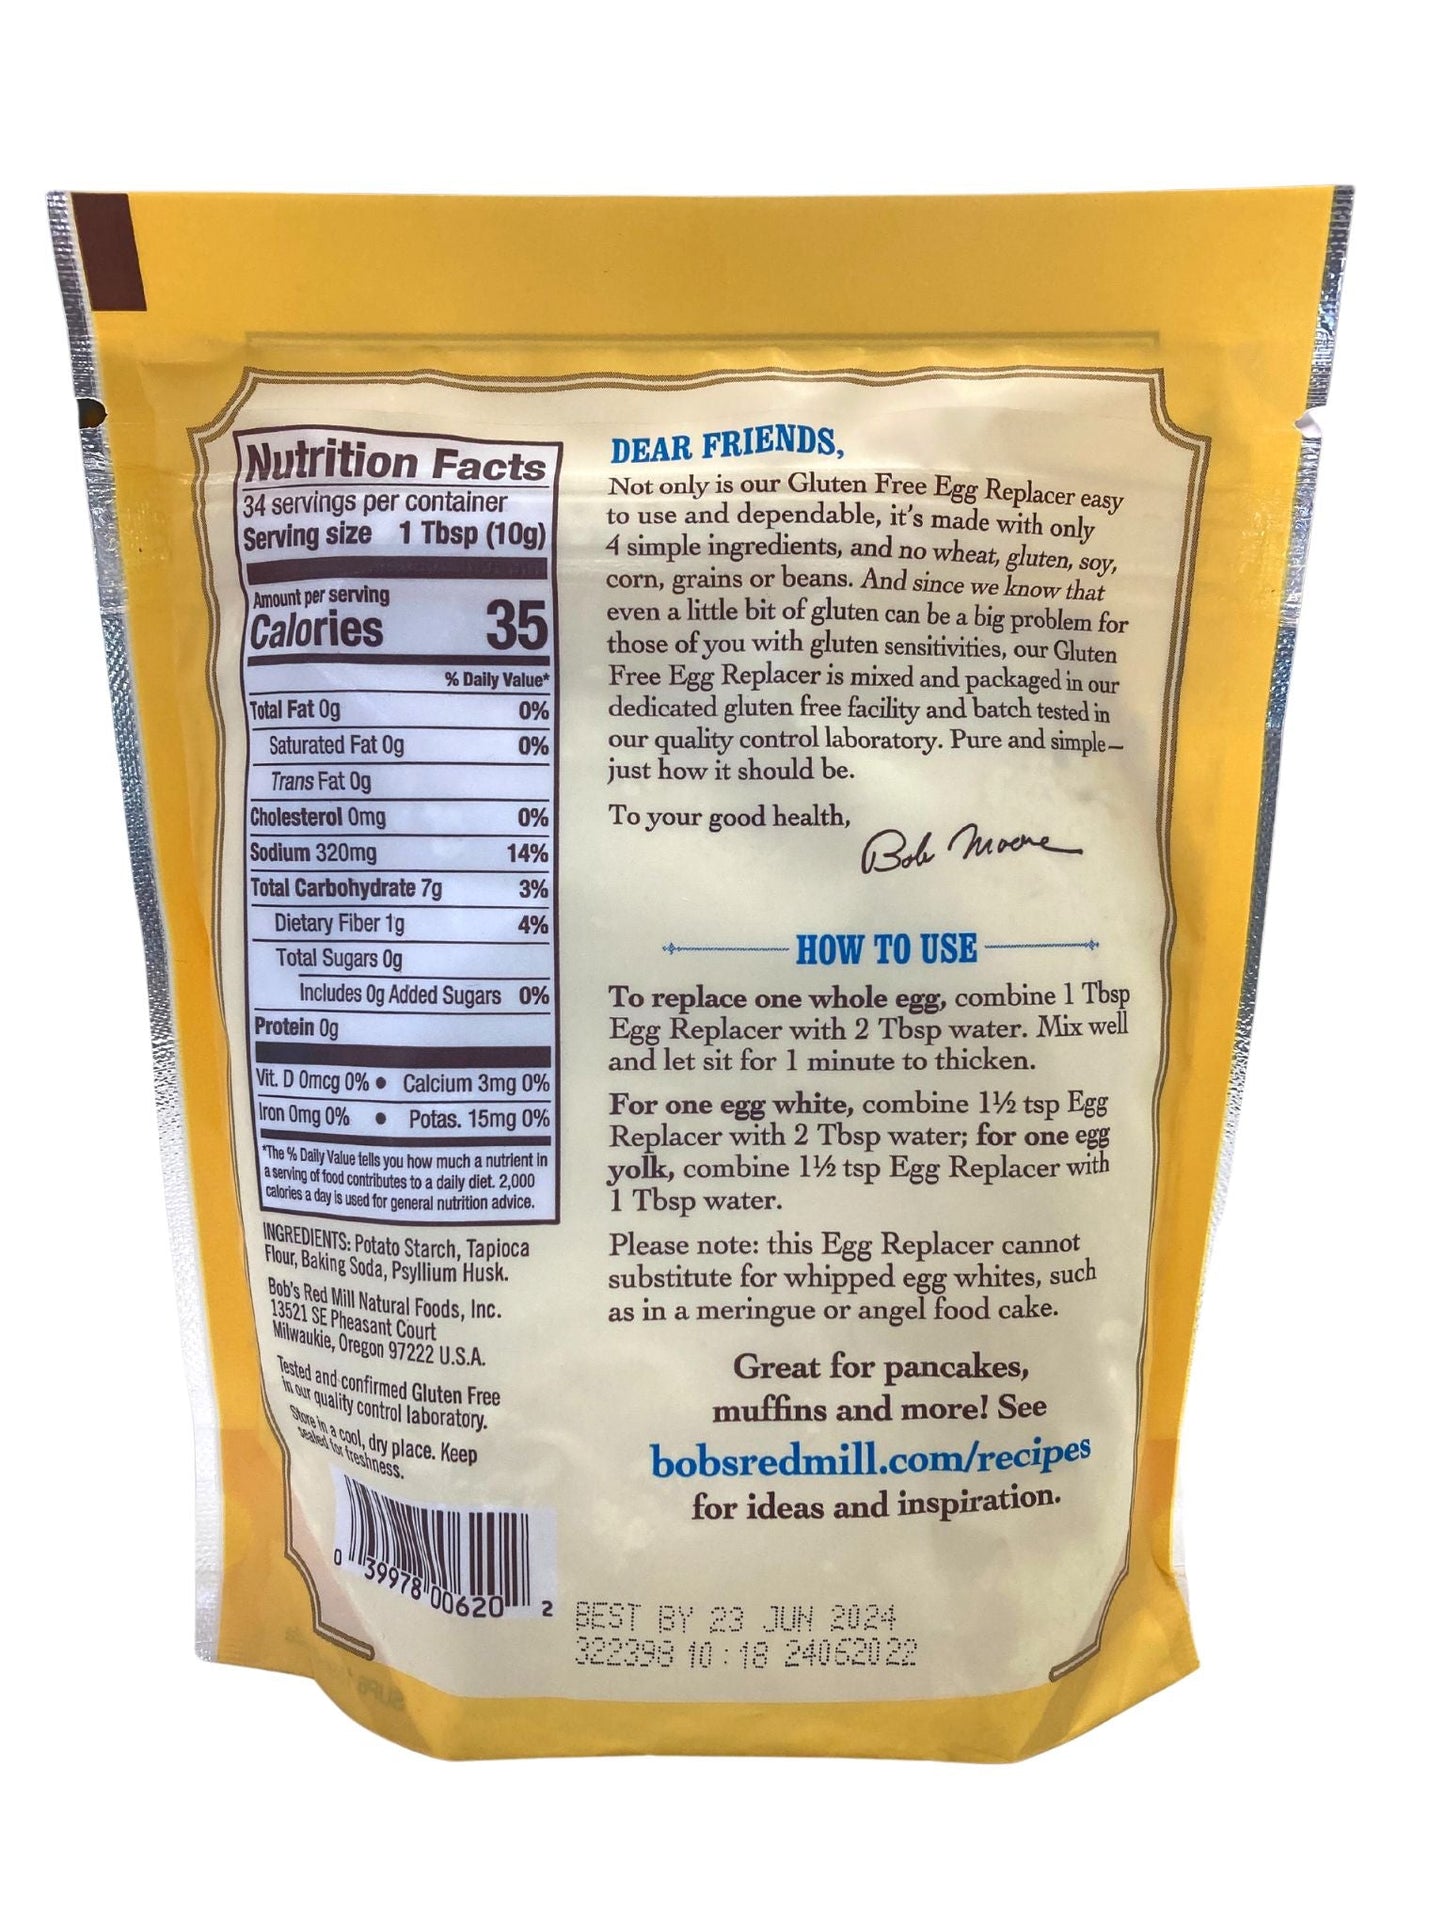 Nutrition Facts
34 servings per container
Serving size 1 Tbsp (10g)
Amount per serving
Calories 35
% Daily Value*
Total Fat 0g 0%
Saturated Fat 0g 0%
Trans Fat 0g
Cholesterol 0mg 0%
Sodium 320mg 14%
Total Carbohydrate 7g 3%
Dietary Fiber 1g 4%
Total Sugars 0g
Includes 0g Added Sugars 0%
Protein 0g
Vit. D 0mcg 0% • Calcium 3mg 0%
Iron 0mg 0% • Potas. 15mg 0%
*The % Daily Value tells you how much a nutrient in
a serving of food contributes to a daily diet. 2,000
calories a day is used for general nutrition advice.
INGREDIENTS: Potato Starch, Tapioca
Flour, Baking Soda, Psyllium Husk.
Bob's Red Mill Natural Foods, Inc.
13521 SE Pheasant Court
Milwaukie, Oregon 97222 U.S.A.
Tested and confirmed Gluten Free
in our quality control laboratory.
Store in a cool, dry place. Keep
sealed for freshness.
0 39978 00620 2
DEAR FRIENDS,
Not only is our Gluten Free Egg Replacer easy
to use and dependable, it's made with only
4 simple ingredients, and no wheat, gluten, soy,
corn, grains or beans. And since we know that
even a little bit of gluten can be a big problem for
those of you with gluten sensitivities, our Gluten
Free Egg Replacer is mixed and packaged in our
dedicated gluten free facility and batch tested in
our quality control laboratory. Pure and simple—
just how it should be.
To your good health,
Bob Moore
HOW TO USE
To replace one whole egg, combine 1 Tbsp
Egg Replacer with 2 Tbsp water. Mix well
and let sit for 1 minute to thicken.
For one egg white, combine 1½ tsp Egg
Replacer with 2 Tbsp water; for one egg
yolk, combine 1½ tsp Egg Replacer with
1 Tbsp water.
Please note: this Egg Replacer cannot
substitute for whipped egg whites, such
as in a meringue or angel food cake.
Great for pancakes,
muffins and more! See
bobsredmill.com/recipes
for ideas and inspiration.
BEST BY 23 JUN 2024
322398 10:18 24062022